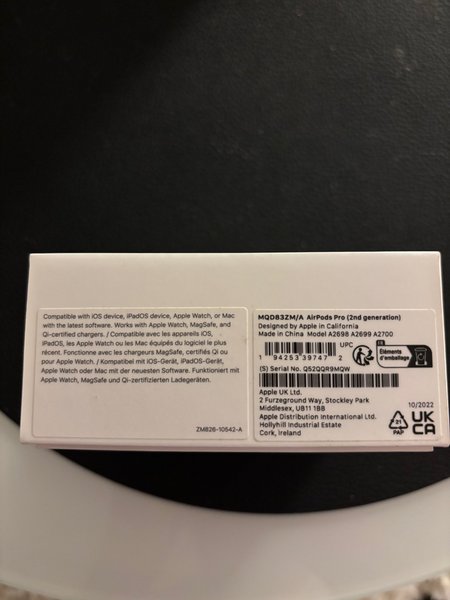 Compatible with iOS device, iPadOS device, Apple Watch, or Mac
with the latest software. Works with Apple Watch, MagSafe, and
Qi-certified chargers. / Compatible avec les appareils iOS,
iPadOS, les Apple Watch ou les Mac équipés du logiciel le plus
récent. Fonctionne avec les chargeurs MagSafe, certifiés Qi ou
pour Apple Watch. / Kompatibel mit iOS-Gerät, iPadOS-Gerät,
Apple Watch oder Mac mit der neuesten Software. Funktioniert mit
Apple Watch, MagSafe und Qi-zertifizierten Ladegeräten.
ZM826-10542-A
MQD83ZM/A AirPods Pro (2nd generation)
Designed by Apple in California
Made in China Model A2698 A2699 A2700
UPC
1 94253 39747 2
FR
Éléments
d'emballage
(S) Serial No. QS2QQR9MQW
Apple UK Ltd.
2 Furzeground Way, Stockley Park
Middlesex, UB11 1BB
Apple Distribution International Ltd.
Hollyhill Industrial Estate
Cork, Ireland
10/2022
21
PAP
UK
CA